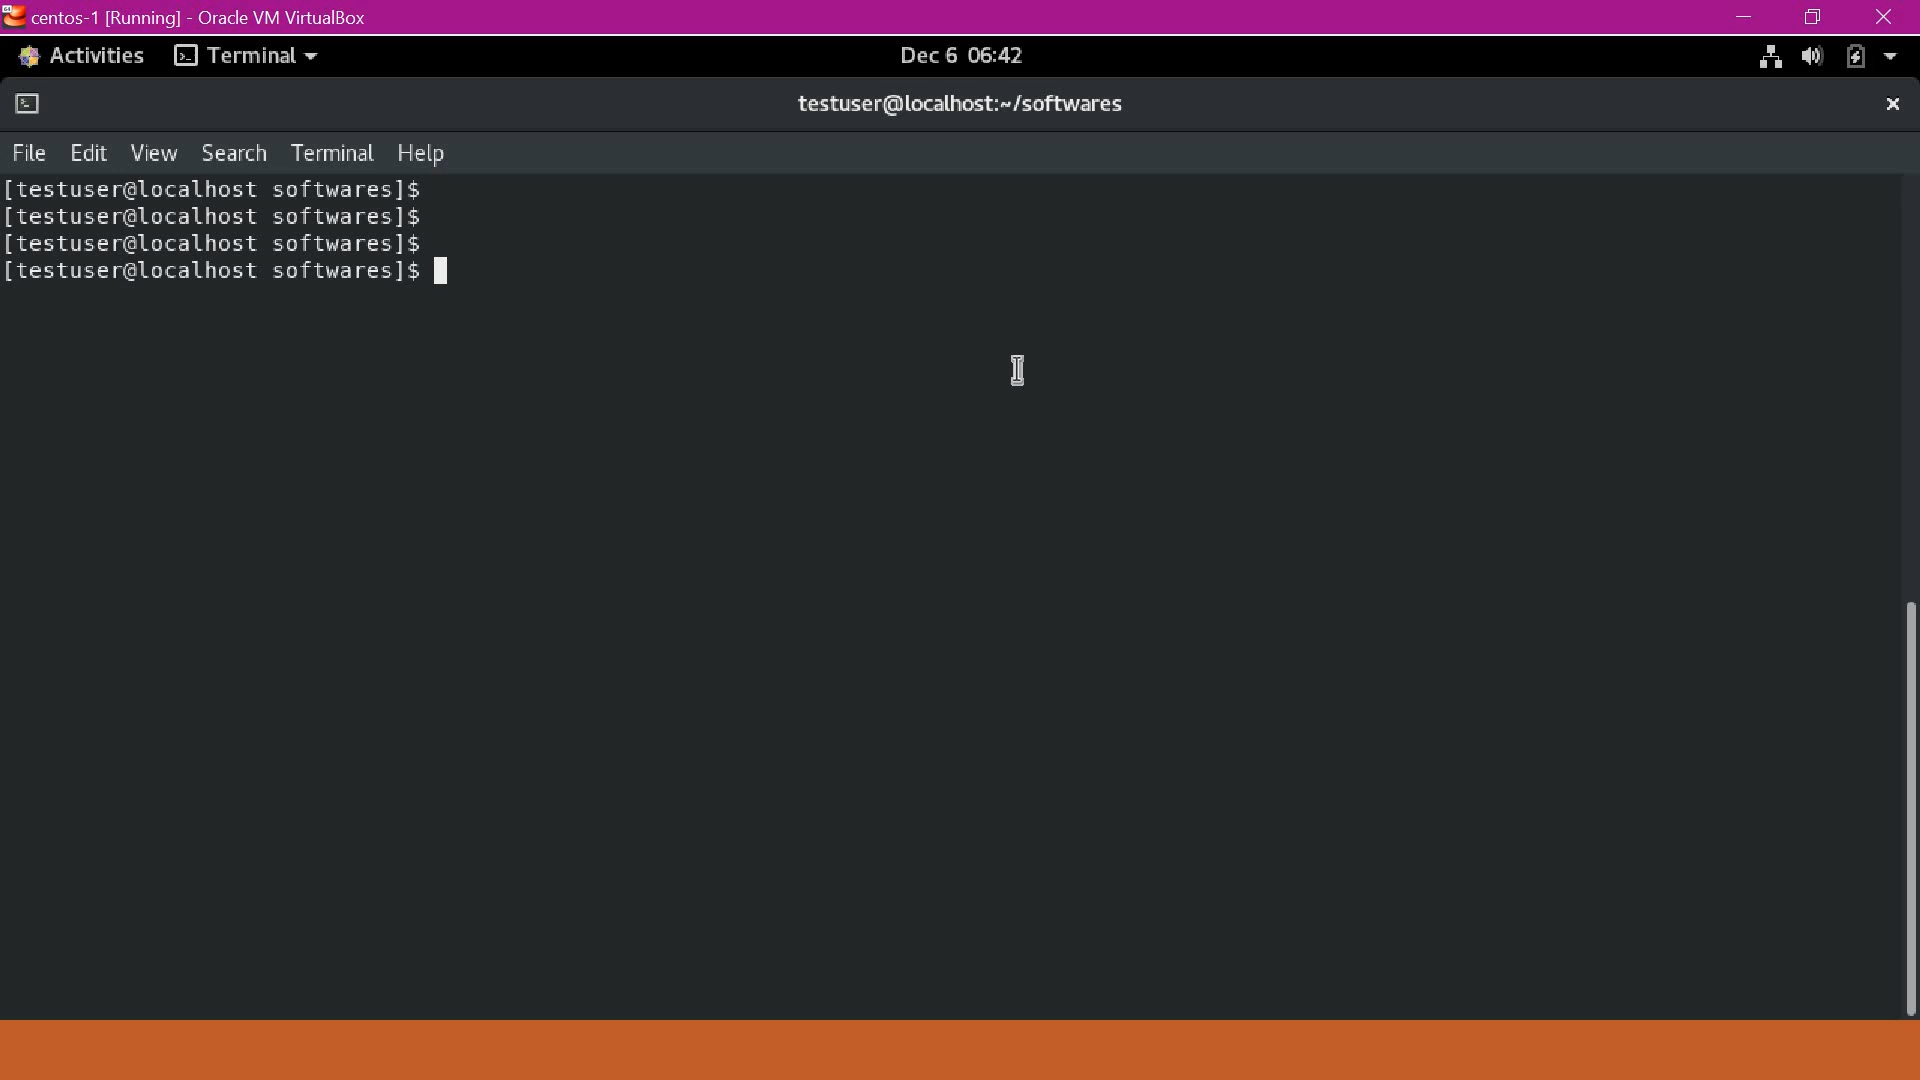 centos-1 [Running] - Oracle VM VirtualBox
Activities Terminal Dec 6 06:42
testuser@localhost:~/softwares
File Edit View Search Terminal Help
[testuser@localhost softwares]$
[testuser@localhost softwares]$
[testuser@localhost softwares]$
[testuser@localhost softwares]$